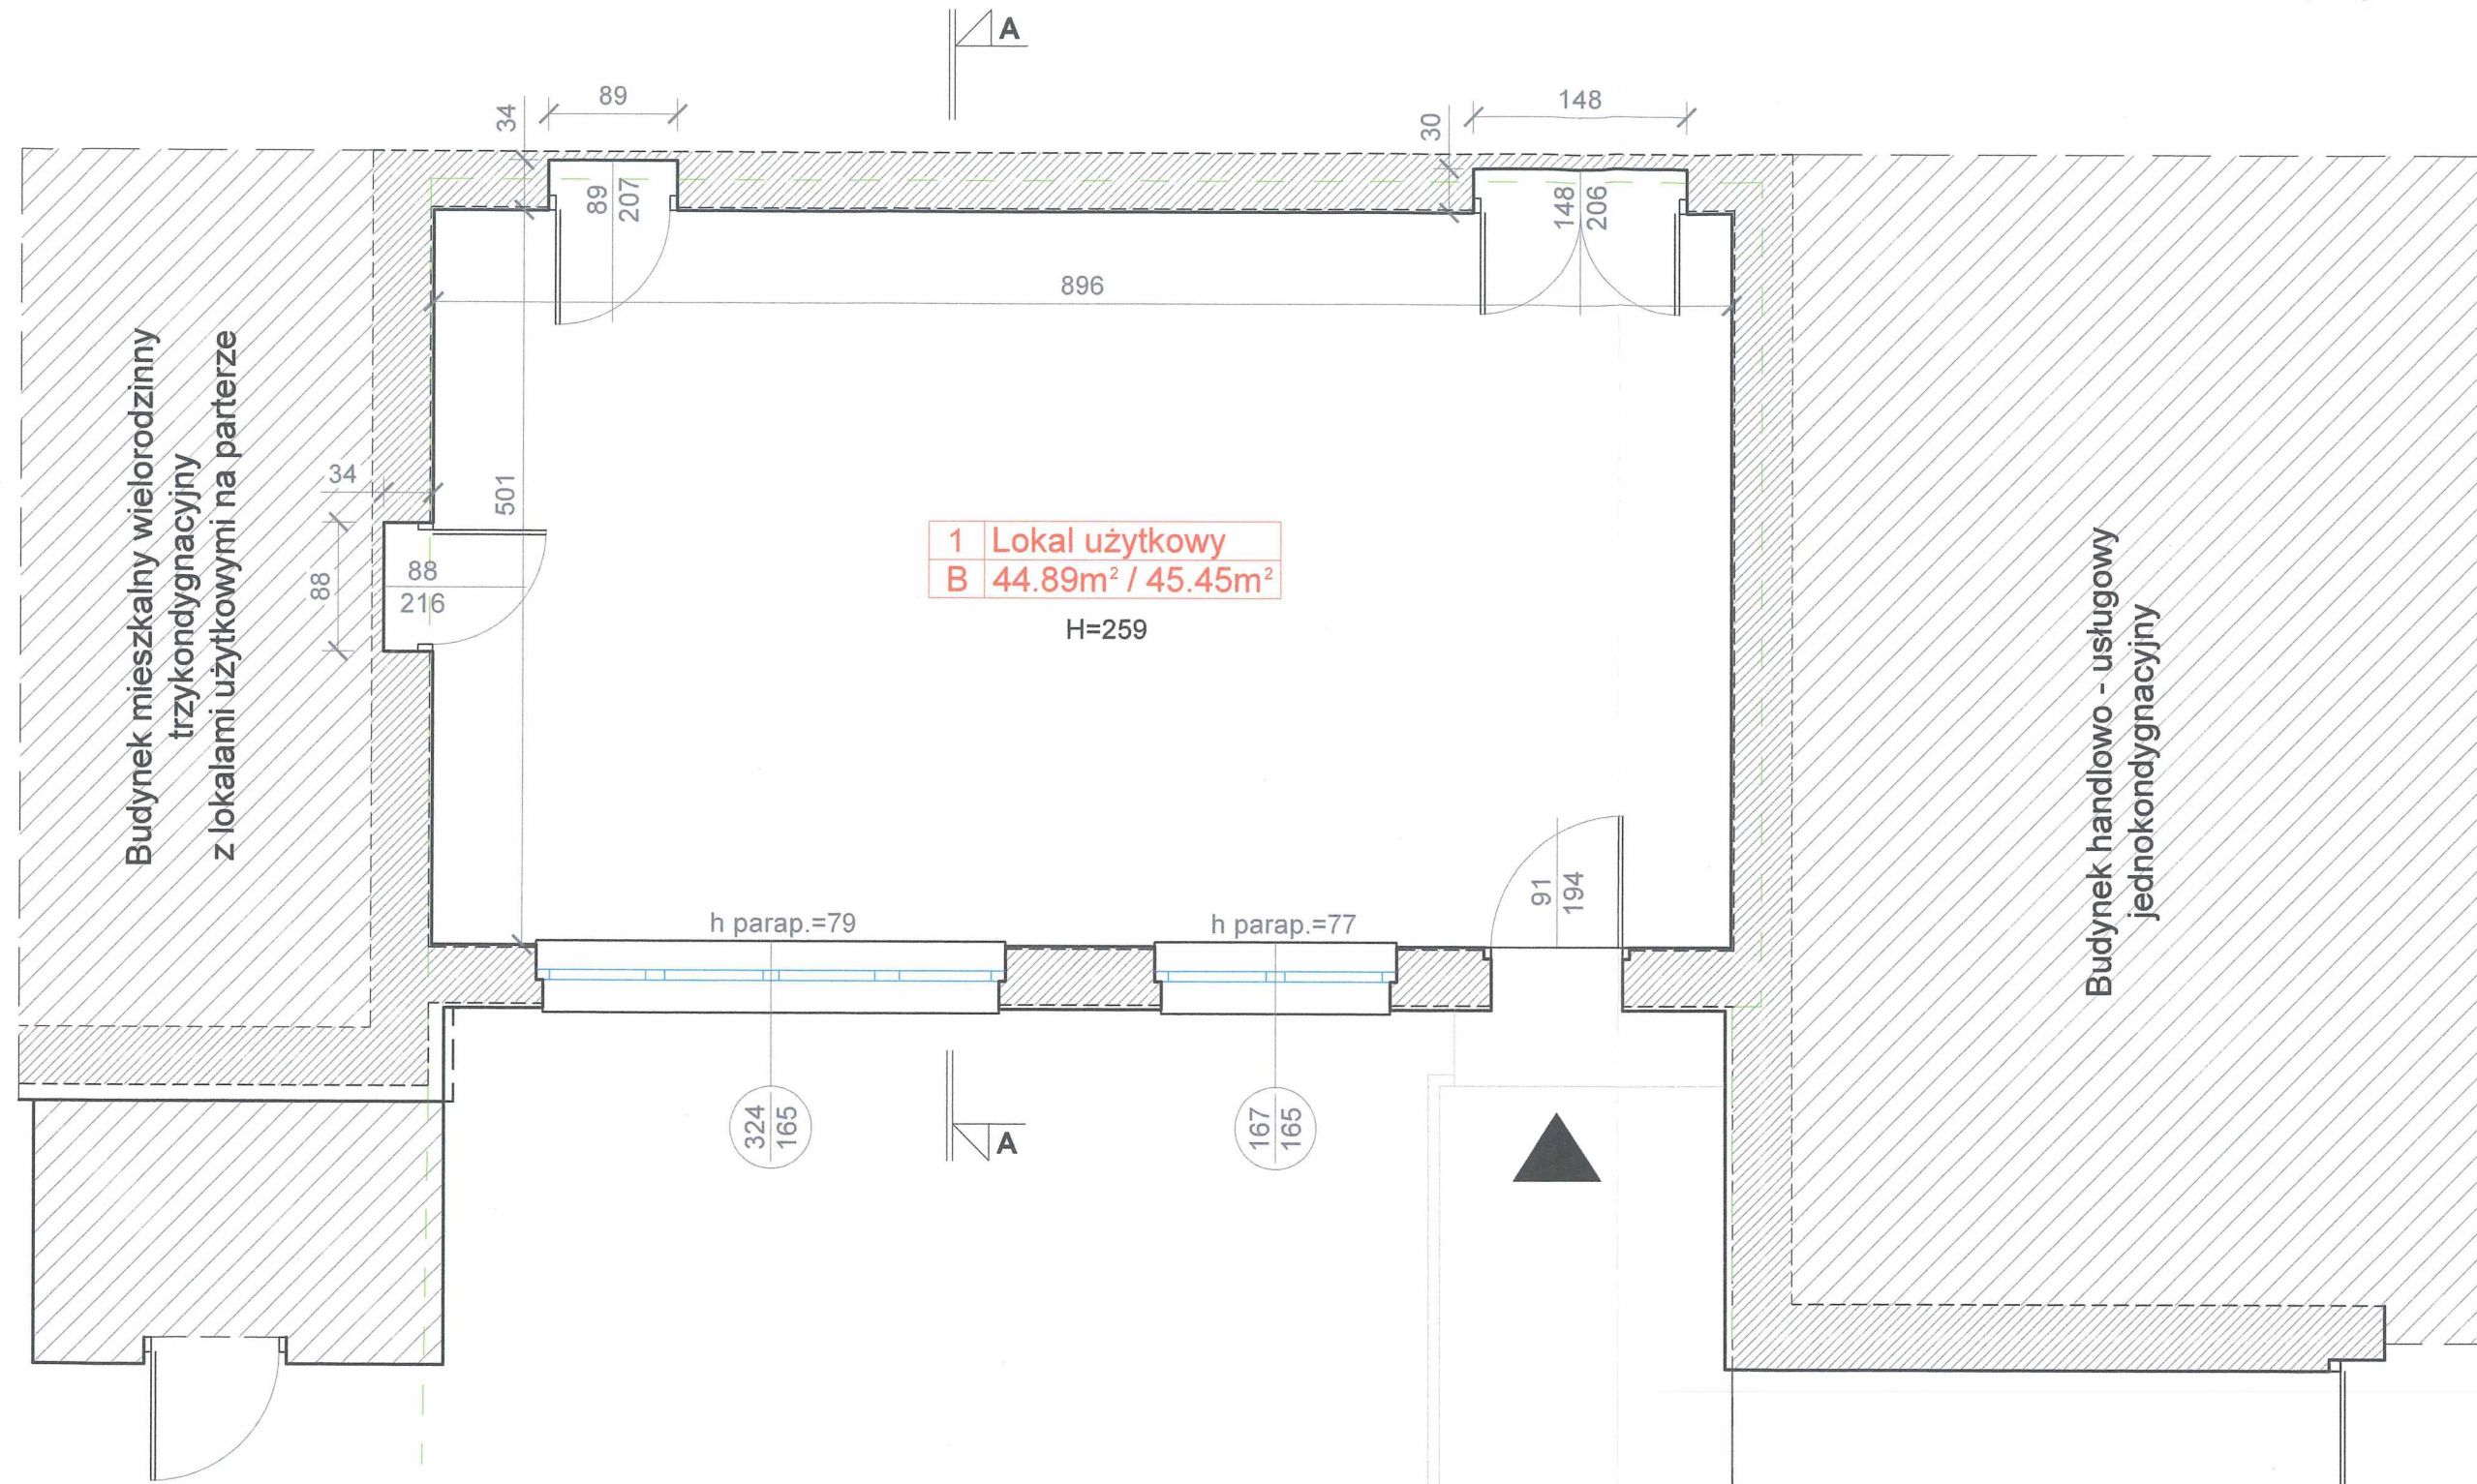 A
89
148
34
30
89
207
148
206
896
Budynek mieszkalny wielorodzinny
trzykondygnacyjny
z lokalami użytkowymi na parterze
34
501
88
88
216
1 Lokal użytkowy
B 44.89m² / 45.45m²
H=259
Budynek handlowo - usługowy
jednokondygnacyjny
91
194
h parap.=79
h parap.=77
324
165
A
167
165